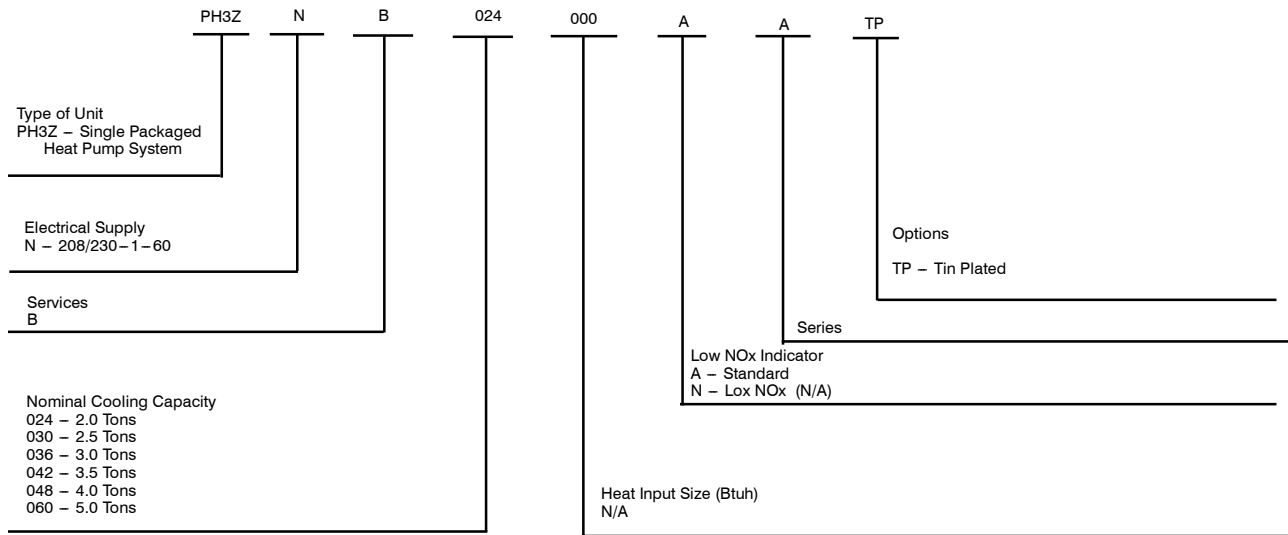 PH3Z N B 024 000 A A TP
Type of Unit
PH3Z – Single Packaged
Heat Pump System
Electrical Supply
N – 208/230–1–60
Services
B
Nominal Cooling Capacity
024 – 2.0 Tons
030 – 2.5 Tons
036 – 3.0 Tons
042 – 3.5 Tons
048 – 4.0 Tons
060 – 5.0 Tons
Options
TP – Tin Plated
Series
Low NOx Indicator
A – Standard
N – Lox NOx (N/A)
Heat Input Size (Btuh)
N/A